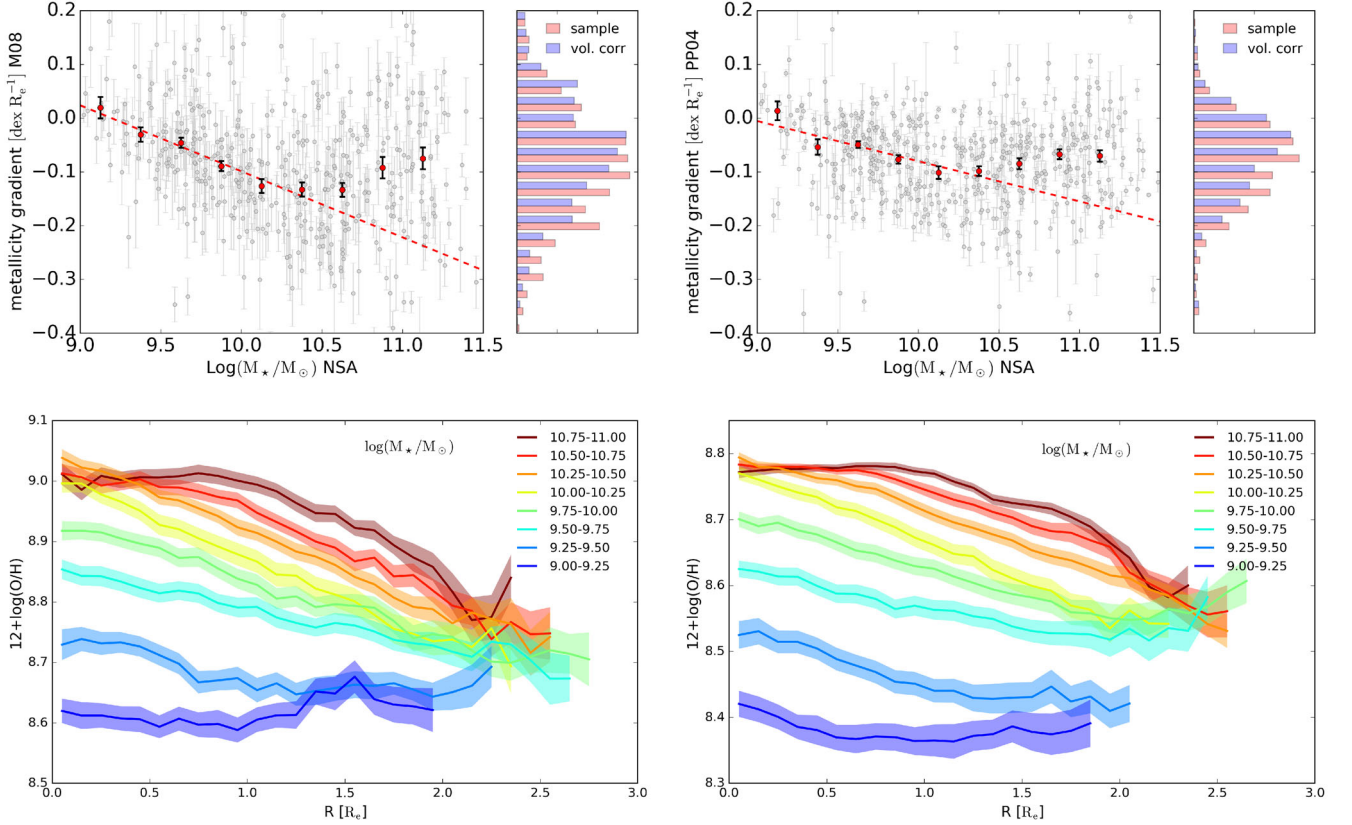 0.2
0.1
0.0
−0.1
−0.2
−0.3
−0.4
metallicity gradient [dex R_e^{-1}] M08
9.0 9.5 10.0 10.5 11.0 11.5
Log(M⋆/M⊙) NSA
sample
vol. corr
0.2
0.1
0.0
−0.1
−0.2
−0.3
−0.4
metallicity gradient [dex R_e^{-1}] PP04
9.0 9.5 10.0 10.5 11.0 11.5
Log(M⋆/M⊙) NSA
sample
vol. corr
9.1
9.0
8.9
8.8
8.7
8.6
8.5
12+log(O/H)
log(M⋆/M⊙)
10.75-11.00
10.50-10.75
10.25-10.50
10.00-10.25
9.75-10.00
9.50-9.75
9.25-9.50
9.00-9.25
0.0 0.5 1.0 1.5 2.0 2.5 3.0
R [R_e]
8.8
8.7
8.6
8.5
8.4
8.3
12+log(O/H)
log(M⋆/M⊙)
10.75-11.00
10.50-10.75
10.25-10.50
10.00-10.25
9.75-10.00
9.50-9.75
9.25-9.50
9.00-9.25
0.0 0.5 1.0 1.5 2.0 2.5 3.0
R [R_e]